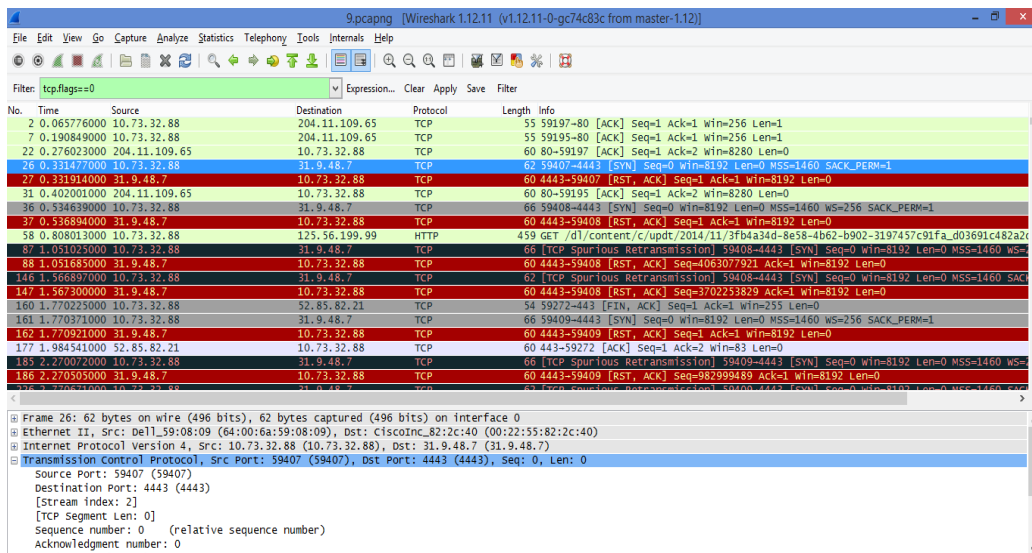 9.pcapng [Wireshark 1.12.11 (v1.12.11-0-gc74c83c from master-1.12)]
File Edit View Go Capture Analyze Statistics Telephony Tools Internals Help
Filter: tcp.flags==0 Expression... Clear Apply Save Filter
No. Time Source Destination Protocol Length Info
2 0.065776000 10.73.32.88 204.11.109.65 TCP 55 59197→80 [ACK] Seq=1 Ack=1 Win=256 Len=1
7 0.190849000 10.73.32.88 204.11.109.65 TCP 55 59195→80 [ACK] Seq=1 Ack=1 Win=256 Len=1
22 0.276023000 204.11.109.65 10.73.32.88 TCP 60 80→59197 [ACK] Seq=1 Ack=2 Win=8280 Len=0
26 0.331477000 10.73.32.88 31.9.48.7 TCP 62 59407→4443 [SYN] Seq=0 Win=8192 Len=0 MSS=1460 SACK_PERM=1
27 0.331914000 31.9.48.7 10.73.32.88 TCP 60 4443→59407 [RST, ACK] Seq=1 Ack=1 Win=8192 Len=0
31 0.402001000 204.11.109.65 10.73.32.88 TCP 60 80→59195 [ACK] Seq=1 Ack=2 Win=8280 Len=0
36 0.534639000 10.73.32.88 31.9.48.7 TCP 66 59408→4443 [SYN] Seq=0 Win=8192 Len=0 MSS=1460 WS=256 SACK_PERM=1
37 0.536894000 31.9.48.7 10.73.32.88 TCP 60 4443→59408 [RST, ACK] Seq=1 Ack=1 Win=8192 Len=0
58 0.808013000 10.73.32.88 125.56.199.99 HTTP 459 GET /dl/content/c/updt/2014/11/3fb4a34d-8e58-4b62-b902-3197457c91fa_d03691c482a2c
87 1.051025000 10.73.32.88 31.9.48.7 TCP 66 [TCP Spurious Retransmission] 59408→4443 [SYN] Seq=0 Win=8192 Len=0 MSS=1460 WS=2
88 1.051685000 31.9.48.7 10.73.32.88 TCP 60 4443→59408 [RST, ACK] Seq=4063077921 Ack=1 Win=8192 Len=0
146 1.566897000 10.73.32.88 31.9.48.7 TCP 62 [TCP Spurious Retransmission] 59408→4443 [SYN] Seq=0 Win=8192 Len=0 MSS=1460 SACK
147 1.567300000 31.9.48.7 10.73.32.88 TCP 60 4443→59408 [RST, ACK] Seq=3702253829 Ack=1 Win=8192 Len=0
160 1.770225000 10.73.32.88 52.85.82.21 TCP 54 59272→443 [FIN, ACK] Seq=1 Ack=1 Win=255 Len=0
161 1.770371000 10.73.32.88 31.9.48.7 TCP 66 59409→4443 [SYN] Seq=0 Win=8192 Len=0 MSS=1460 WS=256 SACK_PERM=1
162 1.770921000 31.9.48.7 10.73.32.88 TCP 60 4443→59409 [RST, ACK] Seq=1 Ack=1 Win=8192 Len=0
177 1.984541000 52.85.82.21 10.73.32.88 TCP 60 443→59272 [ACK] Seq=1 Ack=2 Win=83 Len=0
185 2.270072000 10.73.32.88 31.9.48.7 TCP 66 [TCP Spurious Retransmission] 59409→4443 [SYN] Seq=0 Win=8192 Len=0 MSS=1460 WS=2
186 2.270505000 31.9.48.7 10.73.32.88 TCP 60 4443→59409 [RST, ACK] Seq=982999489 Ack=1 Win=8192 Len=0
Frame 26: 62 bytes on wire (496 bits), 62 bytes captured (496 bits) on interface 0
Ethernet II, Src: Dell_59:08:09 (64:00:6a:59:08:09), Dst: CiscoInc_82:2c:40 (00:22:55:82:2c:40)
Internet Protocol Version 4, Src: 10.73.32.88 (10.73.32.88), Dst: 31.9.48.7 (31.9.48.7)
Transmission Control Protocol, Src Port: 59407 (59407), Dst Port: 4443 (4443), Seq: 0, Len: 0
Source Port: 59407 (59407)
Destination Port: 4443 (4443)
[Stream index: 2]
[TCP Segment Len: 0]
Sequence number: 0 (relative sequence number)
Acknowledgment number: 0